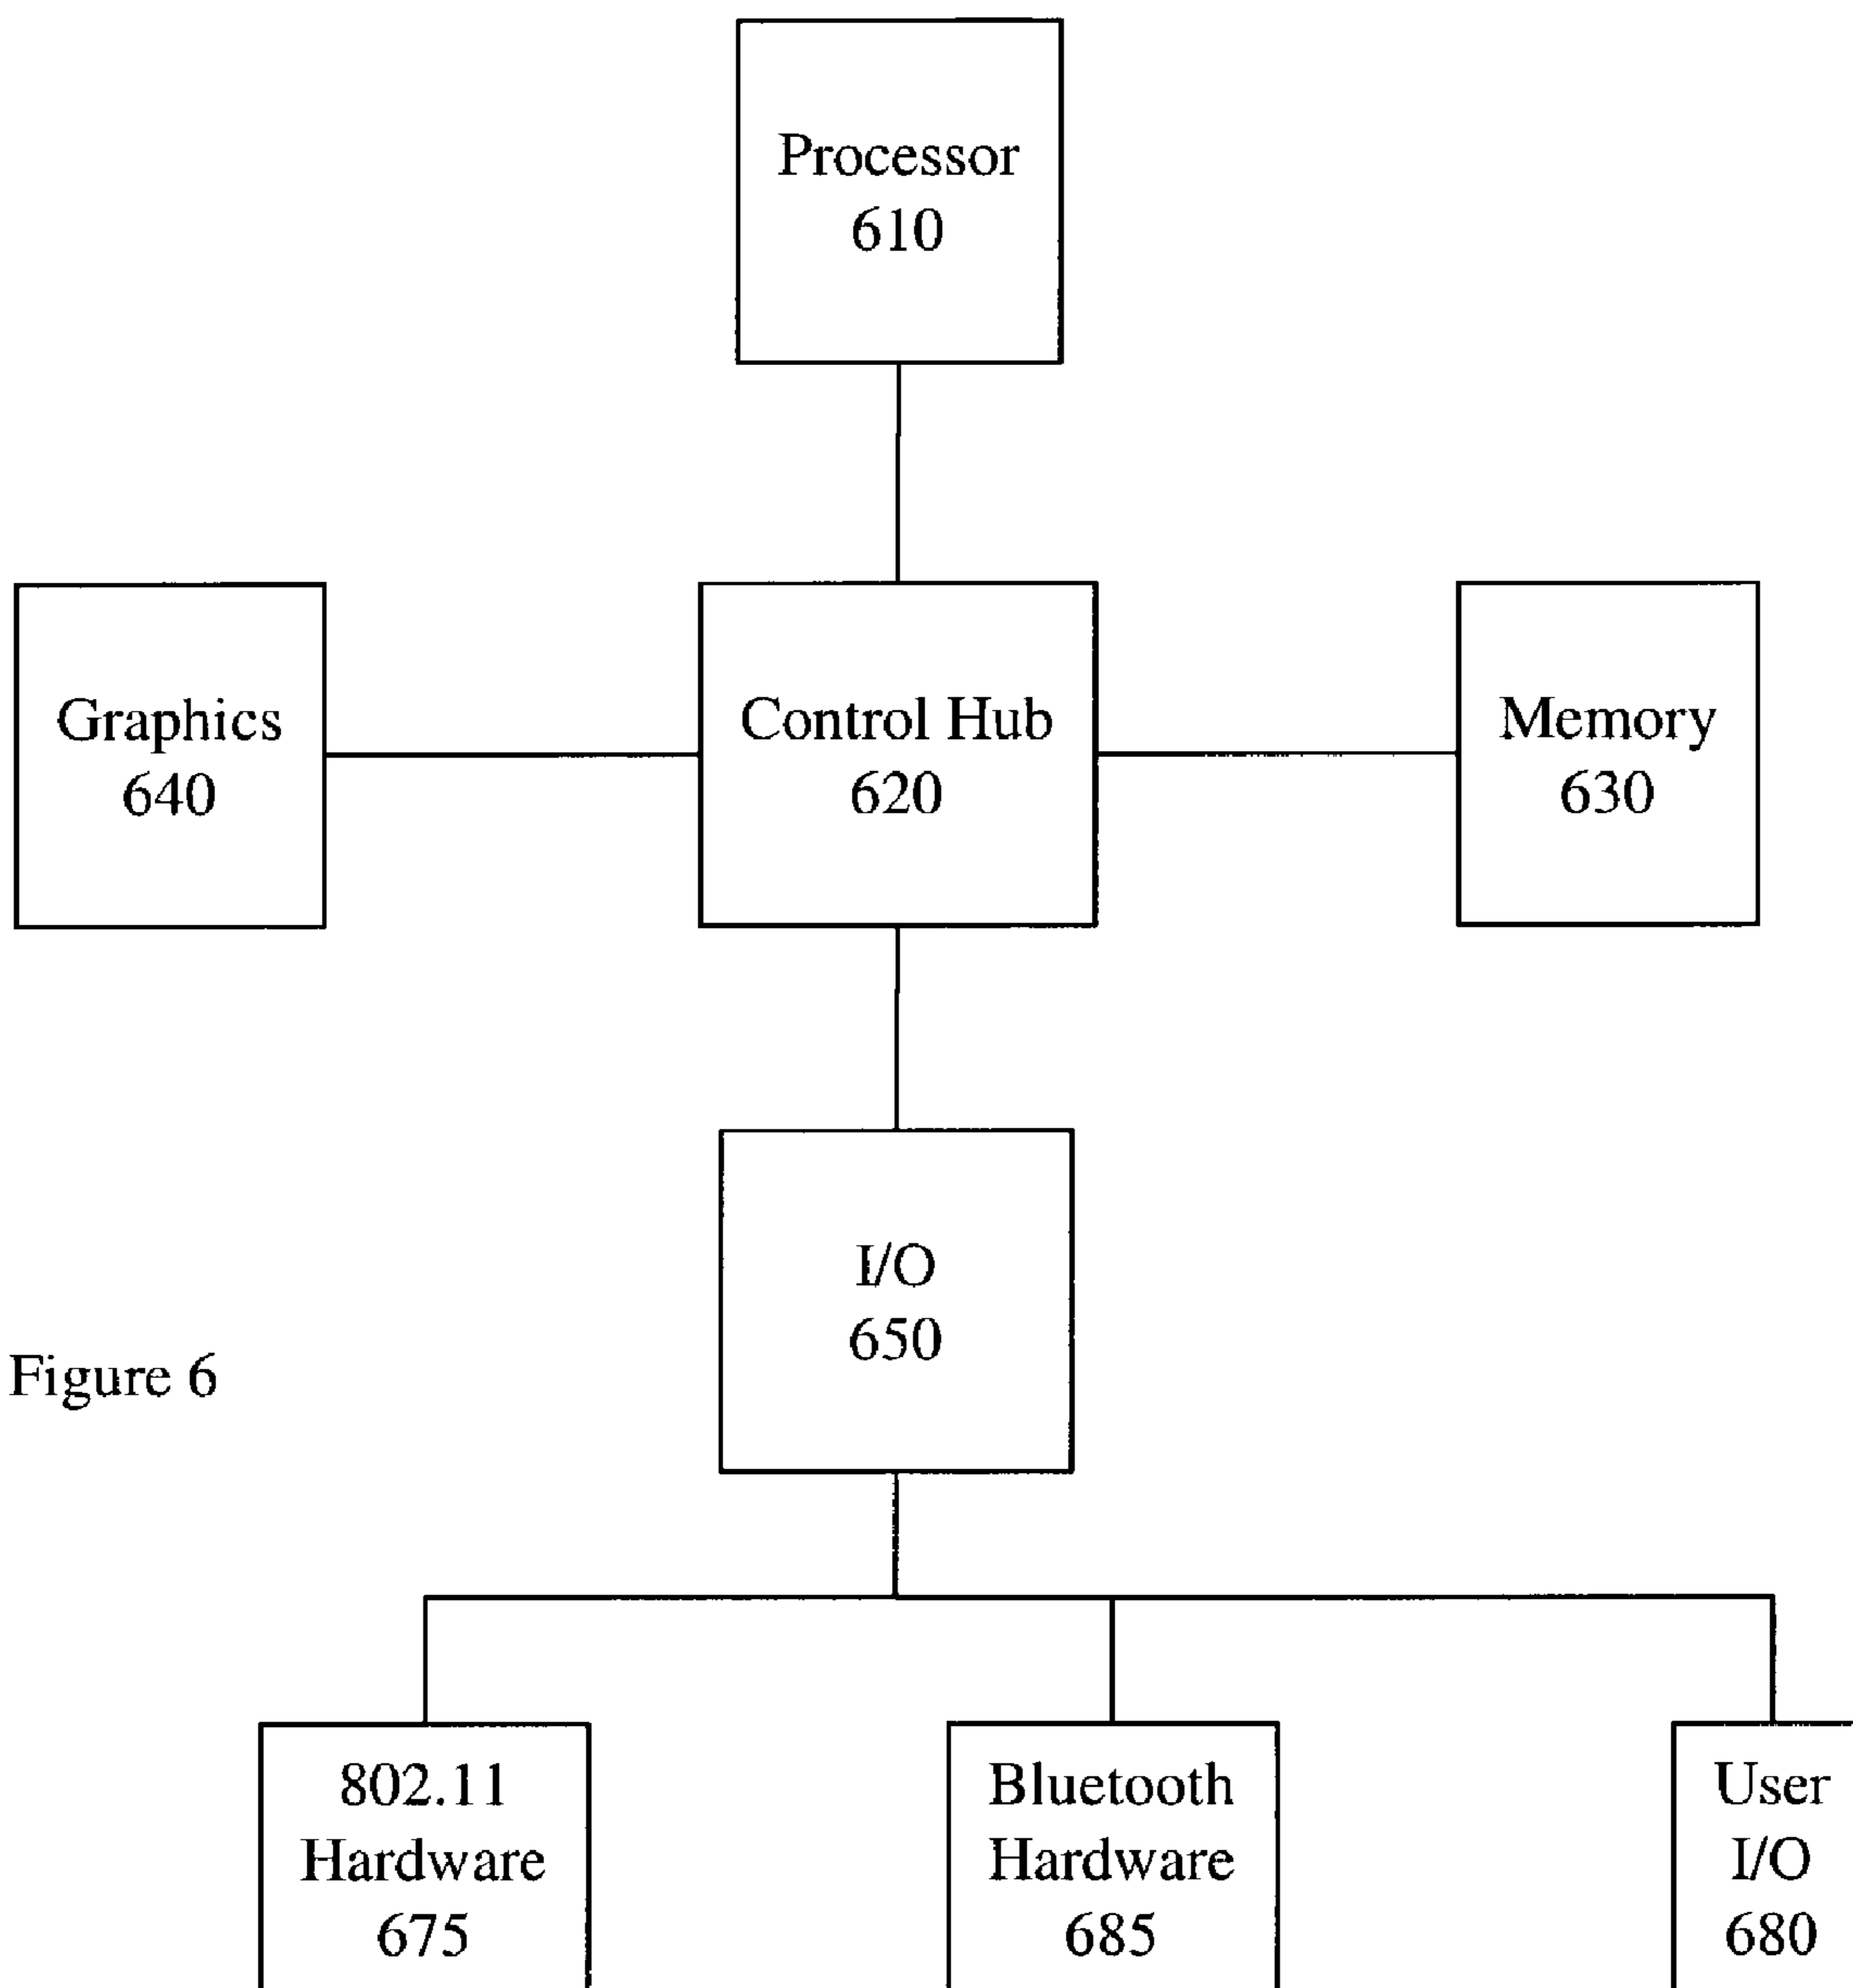 Processor
610
Graphics
640
Control Hub
620
Memory
630
I/O
650
Figure 6
802.11
Hardware
675
Bluetooth
Hardware
685
User
I/O
680